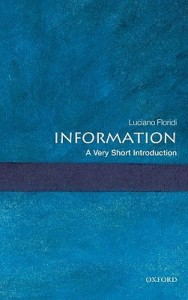 Luciano Floridi
INFORMATION
A Very Short Introduction
OXFORD